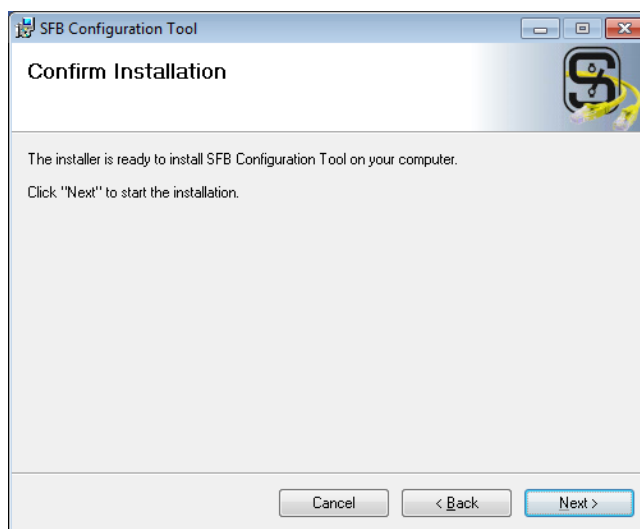 SFB Configuration Tool
Confirm Installation
The installer is ready to install SFB Configuration Tool on your computer.
Click "Next" to start the installation.
Cancel
< Back
Next >